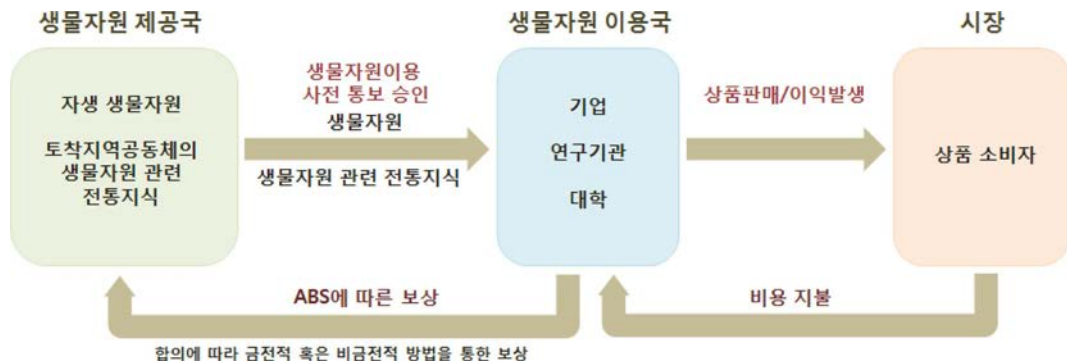 생물자원 제공국
생물자원 이용국
시장
자생 생물자원
토착지역공동체의
생물자원 관련
전통지식
생물자원이용
사전 통보 승인
생물자원
생물자원 관련 전통지식
기업
연구기관
대학
상품판매/이익발생
상품 소비자
ABS에 따른 보상
비용 지불
합의에 따라 금전적 혹은 비금전적 방법을 통한 보상